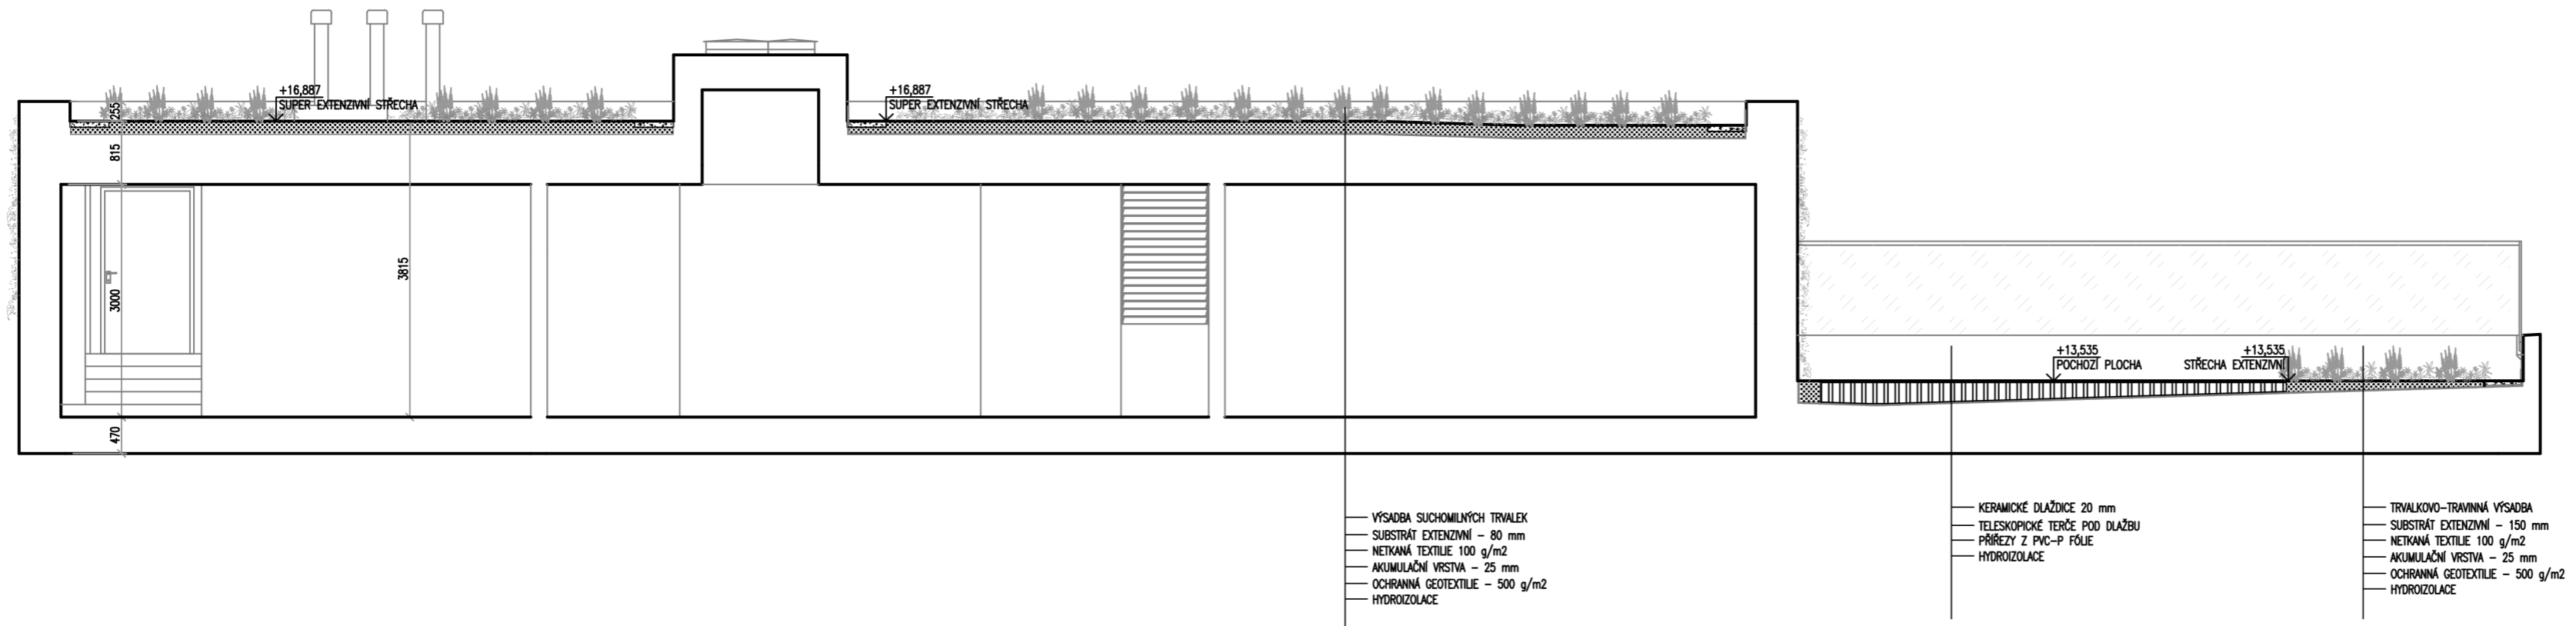 +16,887
SUPER EXTENZIVNÍ STŘECHA
+16,887
SUPER EXTENZIVNÍ STŘECHA
255
815
3815
3000
470
+13,535
POCHOZÍ PLOCHA
+13,535
STŘECHA EXTENZIVNÍ
VÝSADBA SUCHOMILNÝCH TRVALEK
SUBSTRÁT EXTENZIVNÍ – 80 mm
NETKANÁ TEXTILIE 100 g/m2
AKUMULAČNÍ VRSTVA – 25 mm
OCHRANNÁ GEOTEXTILIE – 500 g/m2
HYDROIZOLACE
KERAMICKÉ DLAŽDICE 20 mm
TELESKOPICKÉ TERČE POD DLAŽBU
PŘÍŘEZY Z PVC–P FÓLIE
HYDROIZOLACE
TRVALKOVO–TRAVINNÁ VÝSADBA
SUBSTRÁT EXTENZIVNÍ – 150 mm
NETKANÁ TEXTILIE 100 g/m2
AKUMULAČNÍ VRSTVA – 25 mm
OCHRANNÁ GEOTEXTILIE – 500 g/m2
HYDROIZOLACE